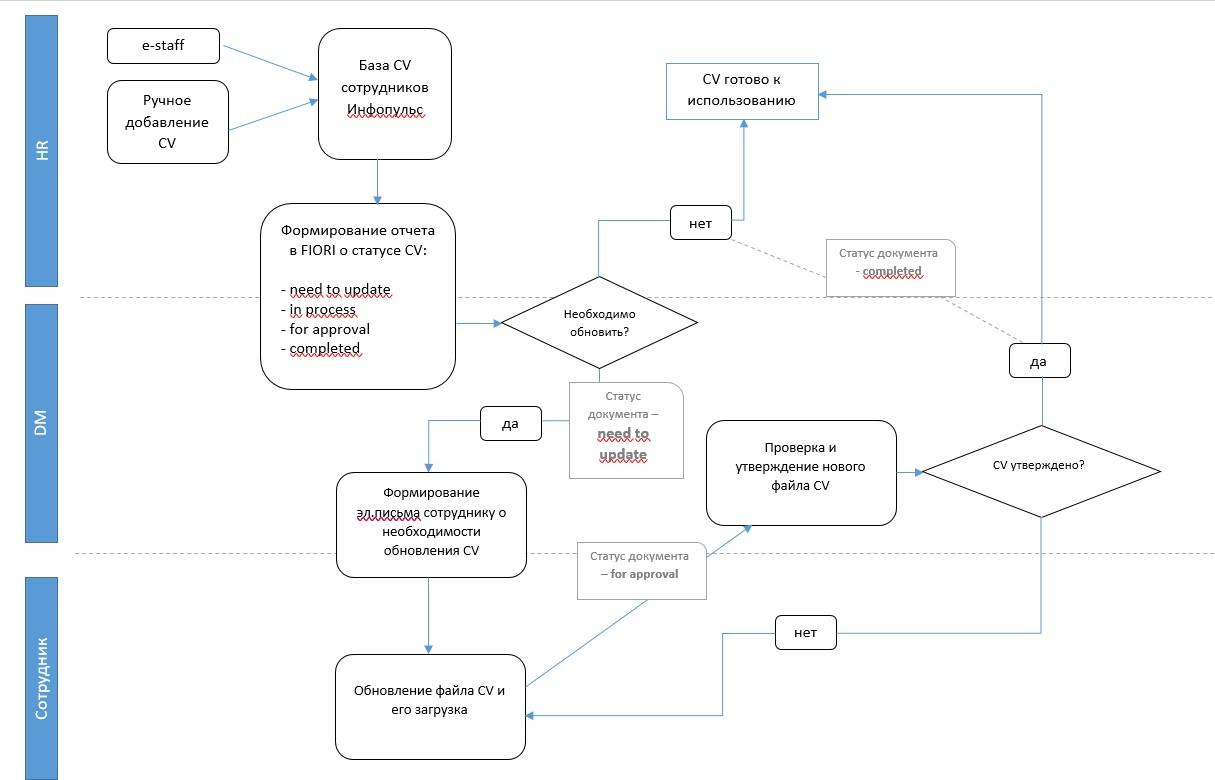 HR
e-staff
Ручное
добавление
CV
База CV
сотрудников
Инфопульс
CV готово к
использованию
нет
Статус документа
- completed
Формирование отчета
в FIORI о статусе CV:
- need to update
- in process
- for approval
- completed
DM
Необходимо
обновить?
да
Статус
документа –
need to
update
да
Формирование
эл.письма сотруднику о
необходимости
обновления CV
Проверка и
утверждение нового
файла CV
CV утверждено?
Статус документа
– for approval
Сотрудник
нет
Обновление файла CV и
его загрузка